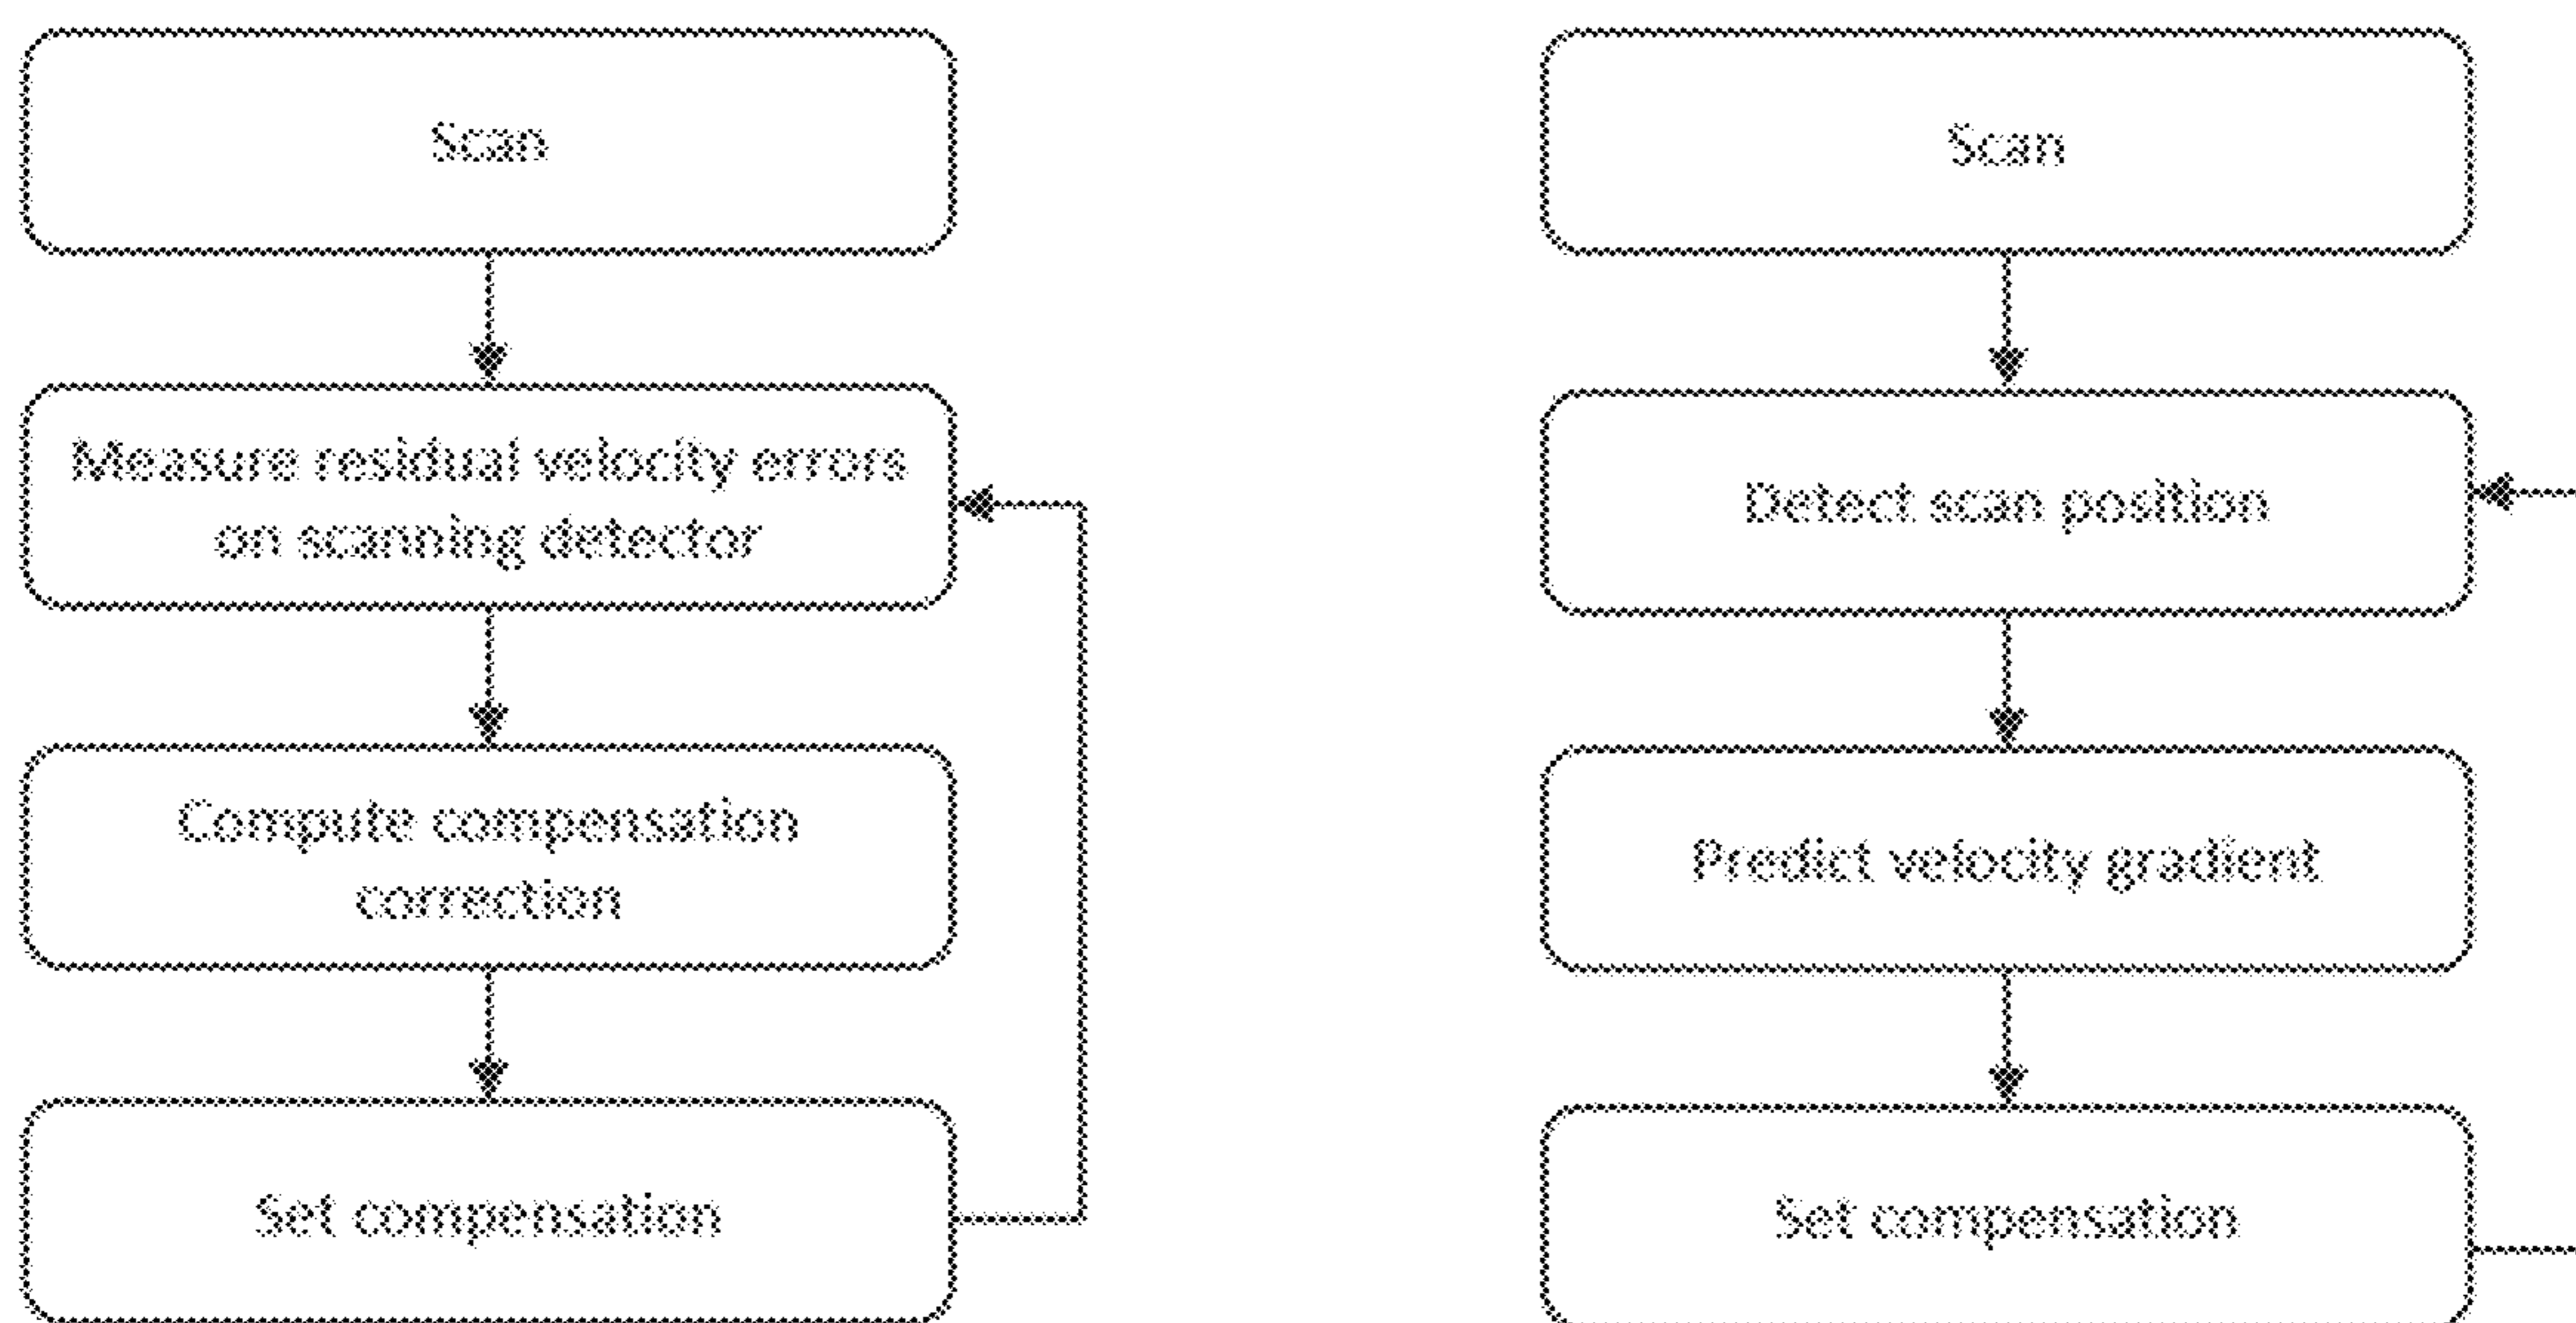 Scan
Measure residual velocity errors
on scanning detector
Compute compensation
correction
Set compensation
Scan
Detect scan position
Predict velocity gradient
Set compensation